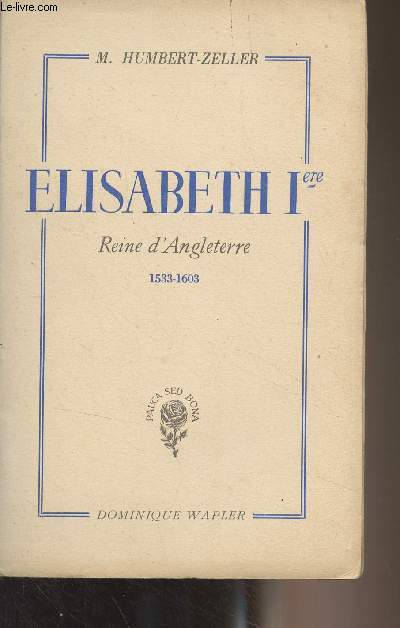 Le-livre.com
M. HUMBERT-ZELLER
ELISABETH Iere
Reine d'Angleterre
1533-1603
PAUCA SED BONA
DOMINIQUE WAPLER